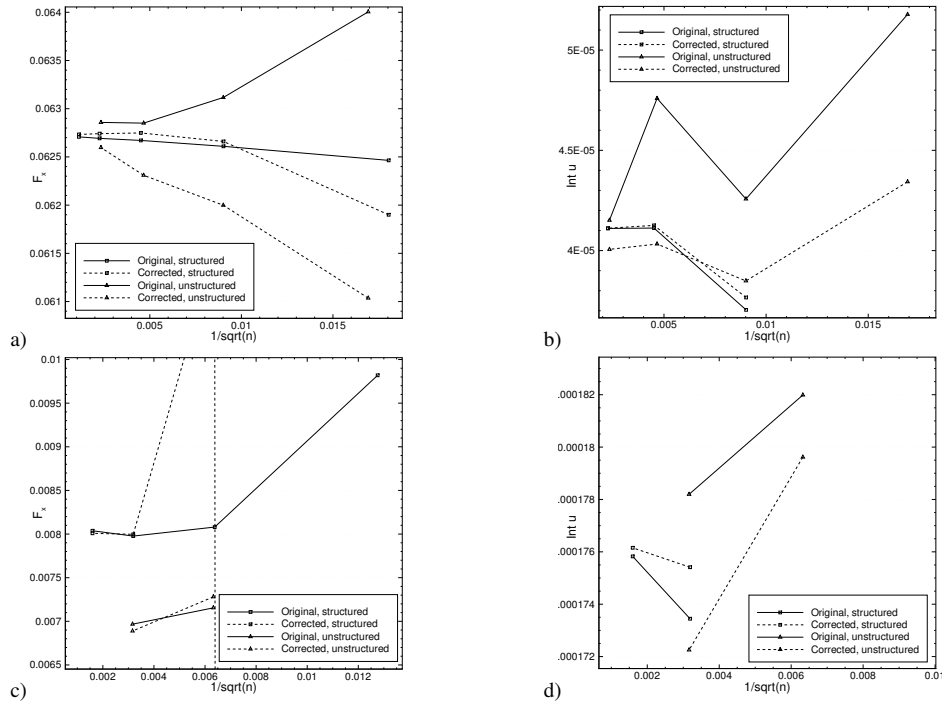 0.064
0.0635
0.063
0.0625
0.062
0.0615
0.061
F_x
Original, structured
Corrected, structured
Original, unstructured
Corrected, unstructured
0.005
0.01
0.015
1/sqrt(n)
a)
5E-05
4.5E-05
4E-05
Int u
Original, structured
Corrected, structured
Original, unstructured
Corrected, unstructured
0.005
0.01
0.015
1/sqrt(n)
b)
0.01
0.0095
0.009
0.0085
0.008
0.0075
0.007
0.0065
F_x
Original, structured
Corrected, structured
Original, unstructured
Corrected, unstructured
0.002
0.004
0.006
0.008
0.01
0.012
1/sqrt(n)
c)
.000182
.00018
.000178
.000176
.000174
.000172
Int u
Original, structured
Corrected, structured
Original, unstructured
Corrected, unstructured
0.002
0.004
0.006
0.008
0.01
1/sqrt(n)
d)